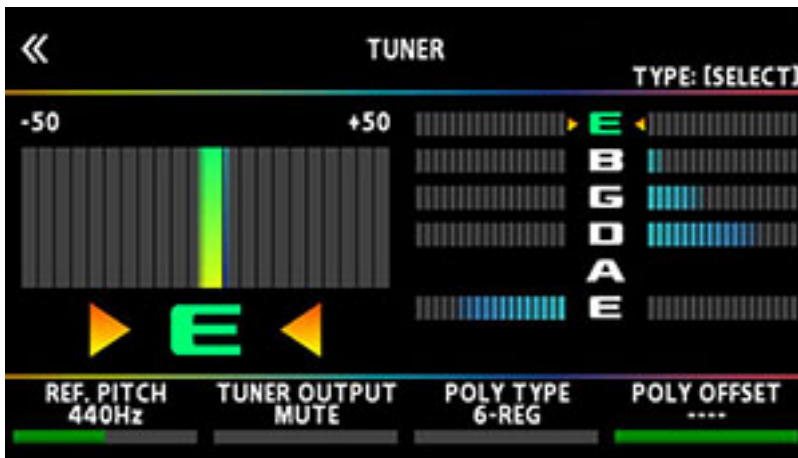 «
TUNER
TYPE: [SELECT]
-50 +50
E
B
G
D
A
E
E
REF. PITCH
440Hz
TUNER OUTPUT
MUTE
POLY TYPE
6-REG
POLY OFFSET
----